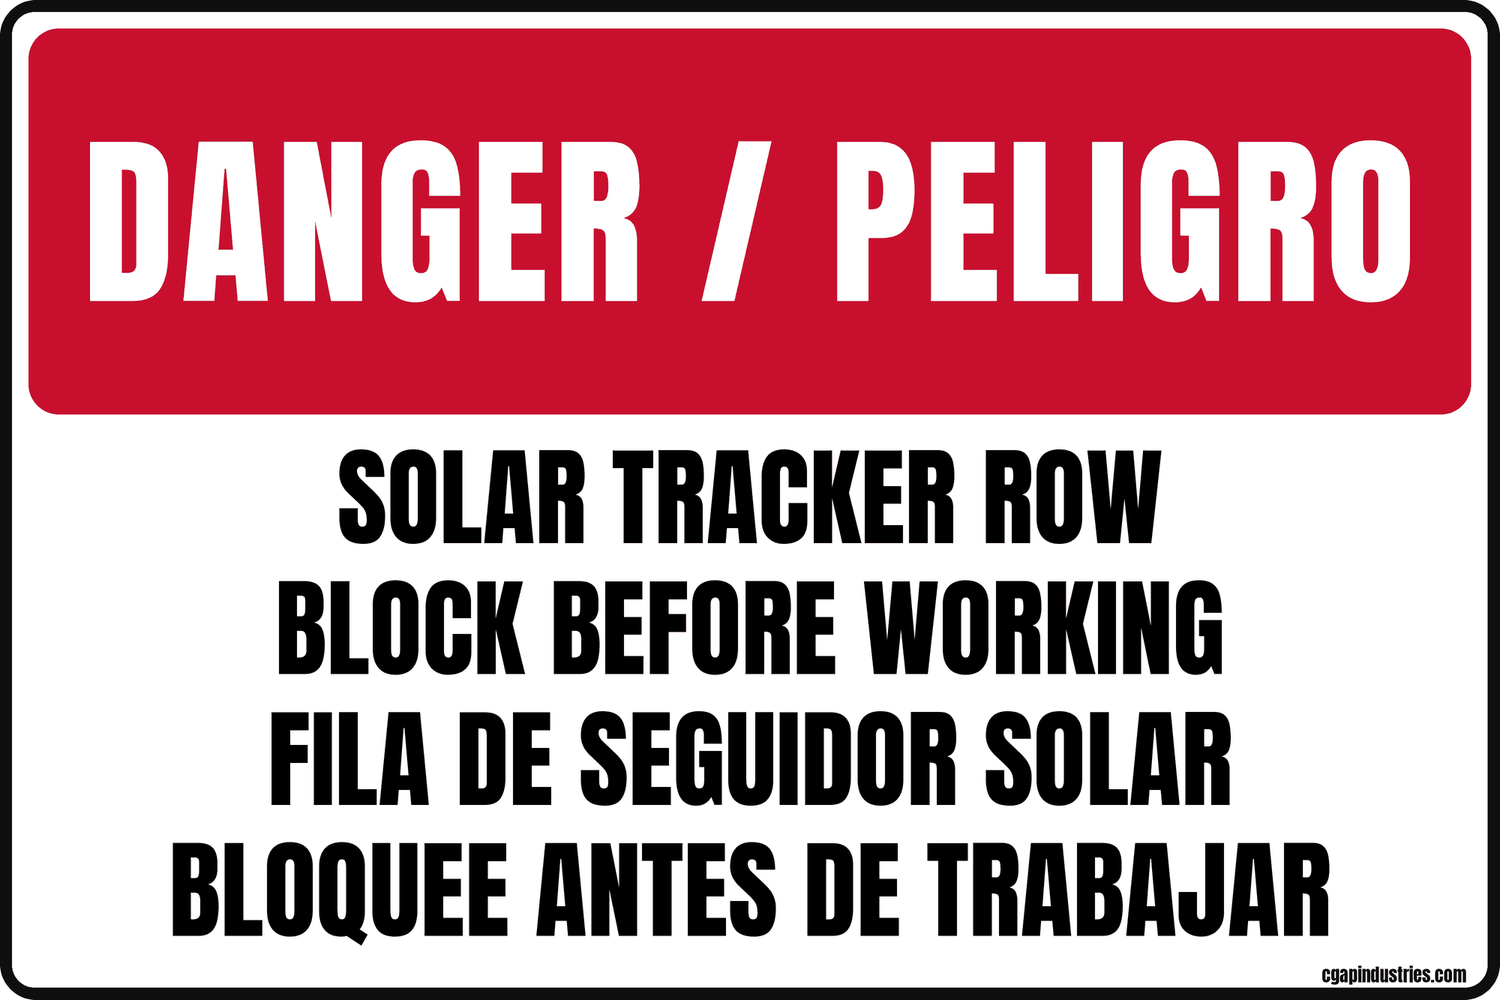 DANGER / PELIGRO
SOLAR TRACKER ROW
BLOCK BEFORE WORKING
FILA DE SEGUIDOR SOLAR
BLOQUEE ANTES DE TRABAJAR
cgapindustries.com